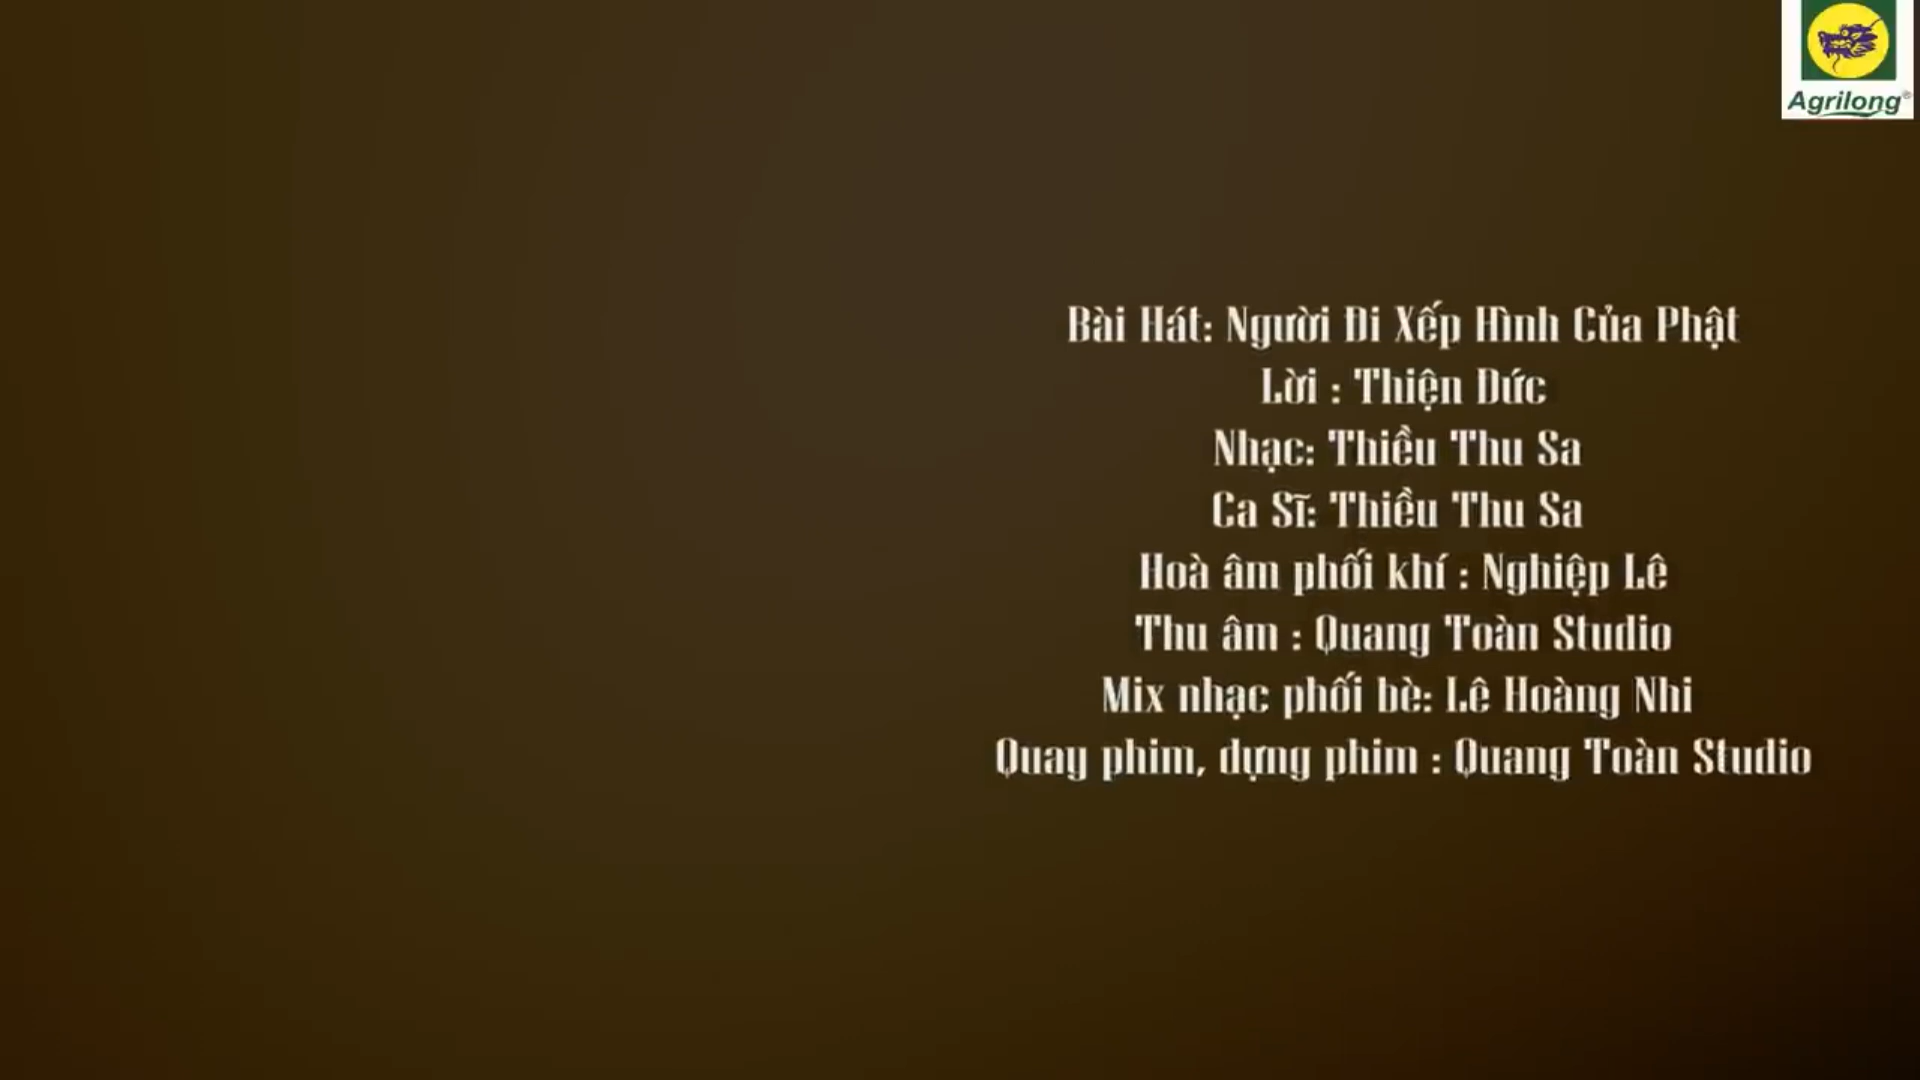 Agrilong®
Bài Hát: Người Đi Xếp Hình Của Phật
Lời : Thiện Đức
Nhạc: Thiều Thu Sa
Ca Sĩ: Thiều Thu Sa
Hoà âm phối khí : Nghiệp Lê
Thu âm : Quang Toàn Studio
Mix nhạc phối bè: Lê Hoàng Nhi
Quay phim, dựng phim : Quang Toàn Studio